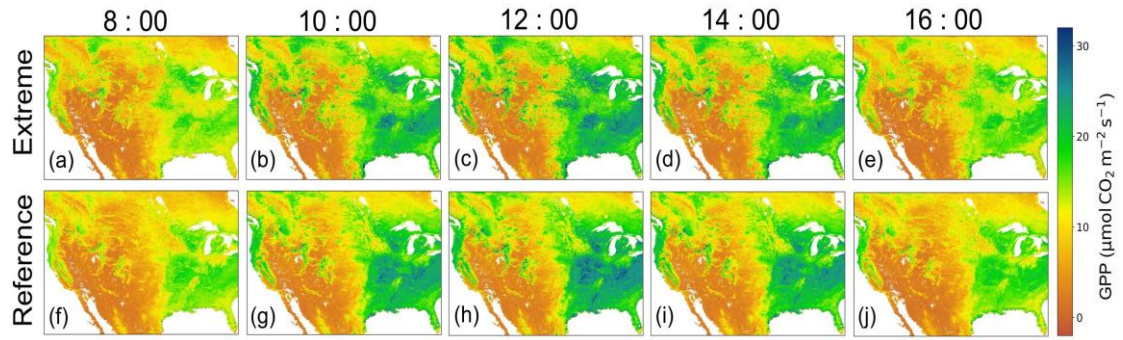 8 : 00 10 : 00 12 : 00 14 : 00 16 : 00
Extreme
(a) (b) (c) (d) (e)
Reference
(f) (g) (h) (i) (j)
30
20
10
0
GPP (μmol CO₂ m⁻² s⁻¹)